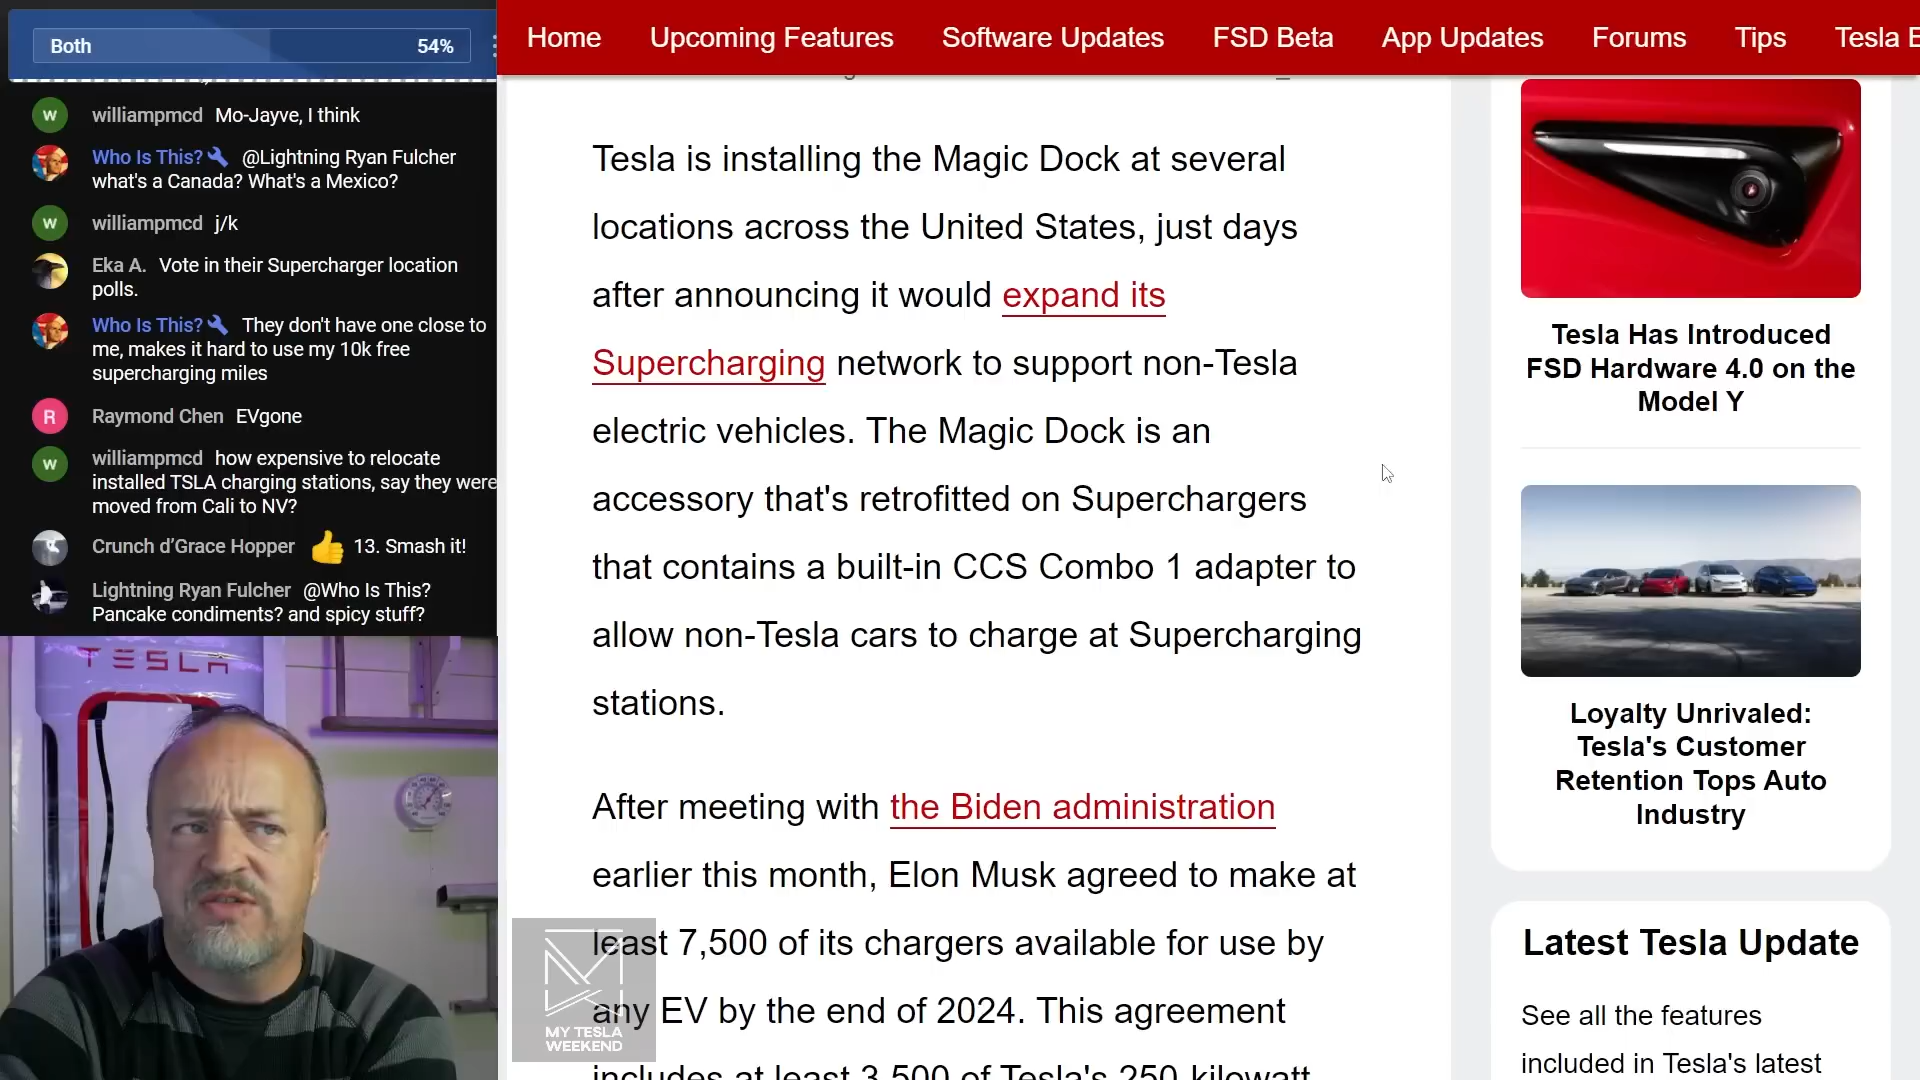 Both 54%
williampmcd Mo-Jayve, I think
Who Is This? @Lightning Ryan Fulcher
what's a Canada? What's a Mexico?
williampmcd j/k
Eka A. Vote in their Supercharger location
polls.
Who Is This? They don't have one close to
me, makes it hard to use my 10k free
supercharging miles
R Raymond Chen EVgone
williampmcd how expensive to relocate
installed TSLA charging stations, say they were
moved from Cali to NV?
Crunch d’Grace Hopper 👍 13. Smash it!
Lightning Ryan Fulcher @Who Is This?
Pancake condiments? and spicy stuff?
TESLA
Home Upcoming Features Software Updates FSD Beta App Updates Forums Tips Tesla
Tesla is installing the Magic Dock at several
locations across the United States, just days
after announcing it would expand its
Supercharging network to support non-Tesla
electric vehicles. The Magic Dock is an
accessory that's retrofitted on Superchargers
that contains a built-in CCS Combo 1 adapter to
allow non-Tesla cars to charge at Supercharging
stations.
After meeting with the Biden administration
earlier this month, Elon Musk agreed to make at
least 7,500 of its chargers available for use by
any EV by the end of 2024. This agreement
includes at least 3,500 of Tesla's 250-kilowatt
MY TESLA
WEEKEND
Tesla Has Introduced
FSD Hardware 4.0 on the
Model Y
Loyalty Unrivaled:
Tesla's Customer
Retention Tops Auto
Industry
Latest Tesla Update
See all the features
included in Tesla's latest